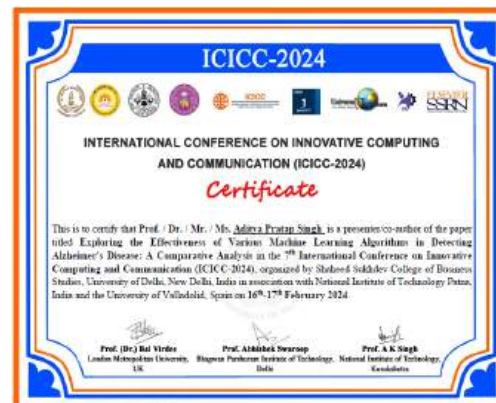 ICICC-2024
ICICC
1
Universal
ELSEVIER
SSRN
INTERNATIONAL CONFERENCE ON INNOVATIVE COMPUTING
AND COMMUNICATION (ICICC-2024)
Certificate
This is to certify that Prof. / Dr. / Mr. / Ms. Aditya Pratap Singh is a presenter/co-author of the paper
titled Exploring the Effectiveness of Various Machine Learning Algorithms in Detecting
Alzheimer's Disease: A Comparative Analysis in the 7th International Conference on Innovative
Computing and Communication (ICICC-2024), organized by Shaheed Sukhdev College of Business
Studies, University of Delhi, New Delhi, India in association with National Institute of Technology Patna,
India and the University of Valladolid, Spain on 16th-17th February 2024
Prof. (Dr.) Bal Virdee
London Metropolitan University,
UK
Prof. Abhishek Swaroop
Bhagwan Parshuram Institute of Technology,
Delhi
Prof. A K Singh
National Institute of Technology,
Kurukshetra